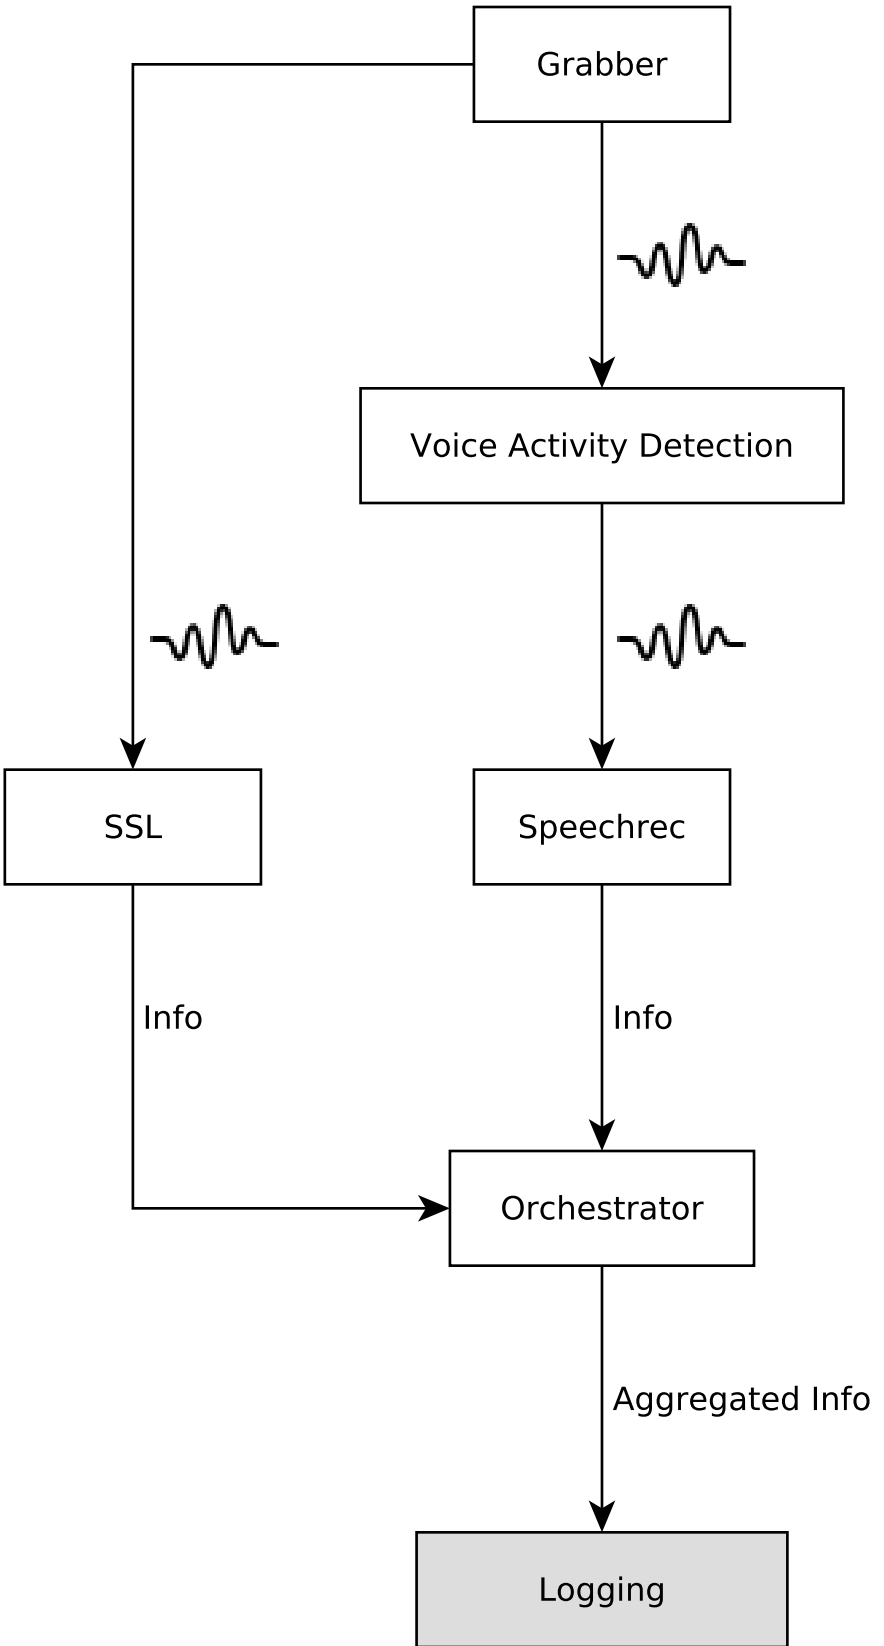 Grabber
Voice Activity Detection
SSL
Speechrec
Info
Info
Orchestrator
Aggregated Info
Logging